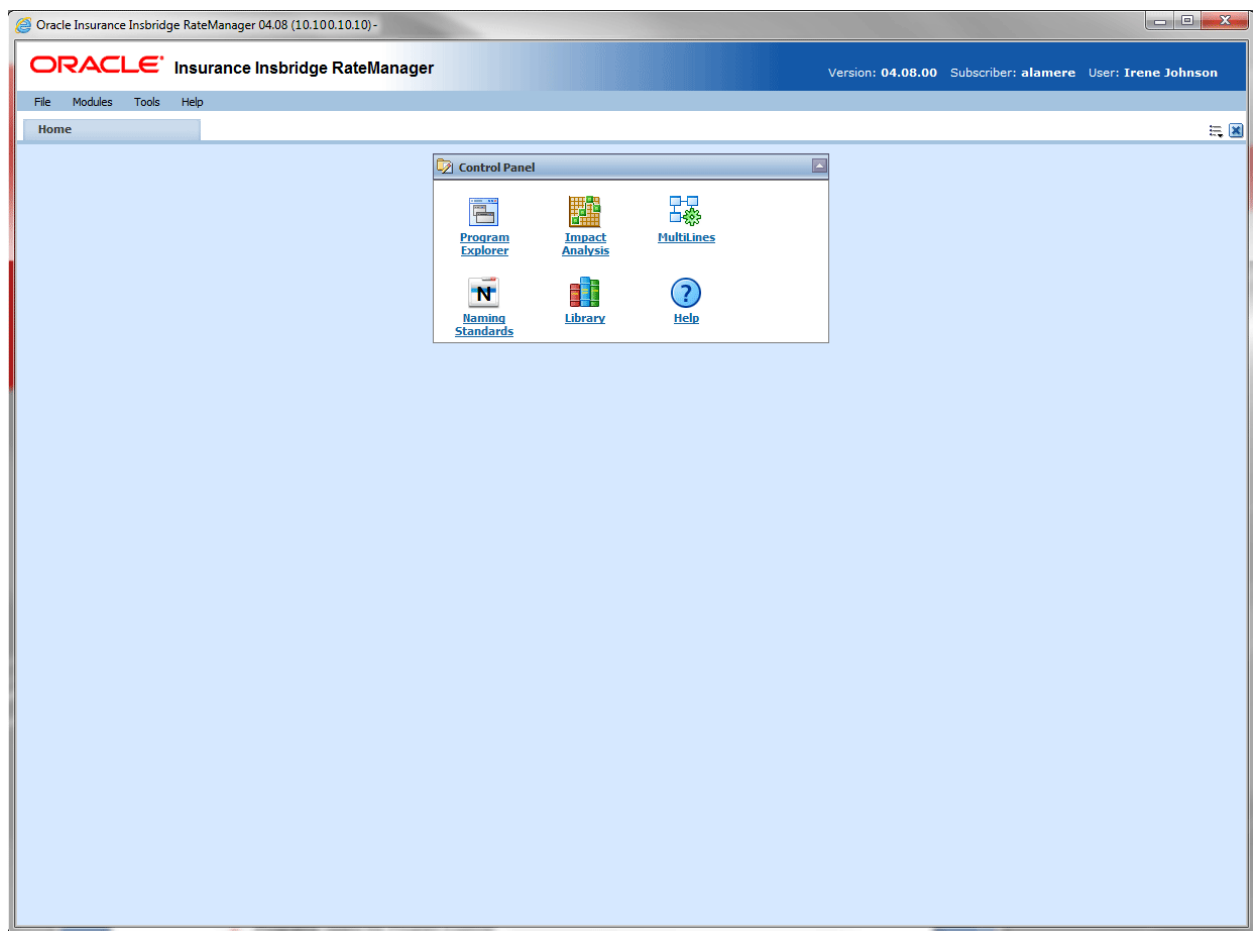 Oracle Insurance Insbridge RateManager 04.08 (10.100.10.10) -
ORACLE® Insurance Insbridge RateManager
Version: 04.08.00 Subscriber: alamere User: Irene Johnson
File Modules Tools Help
Home
Control Panel
Program Explorer
Impact Analysis
MultiLines
N
Naming Standards
Library
?
Help